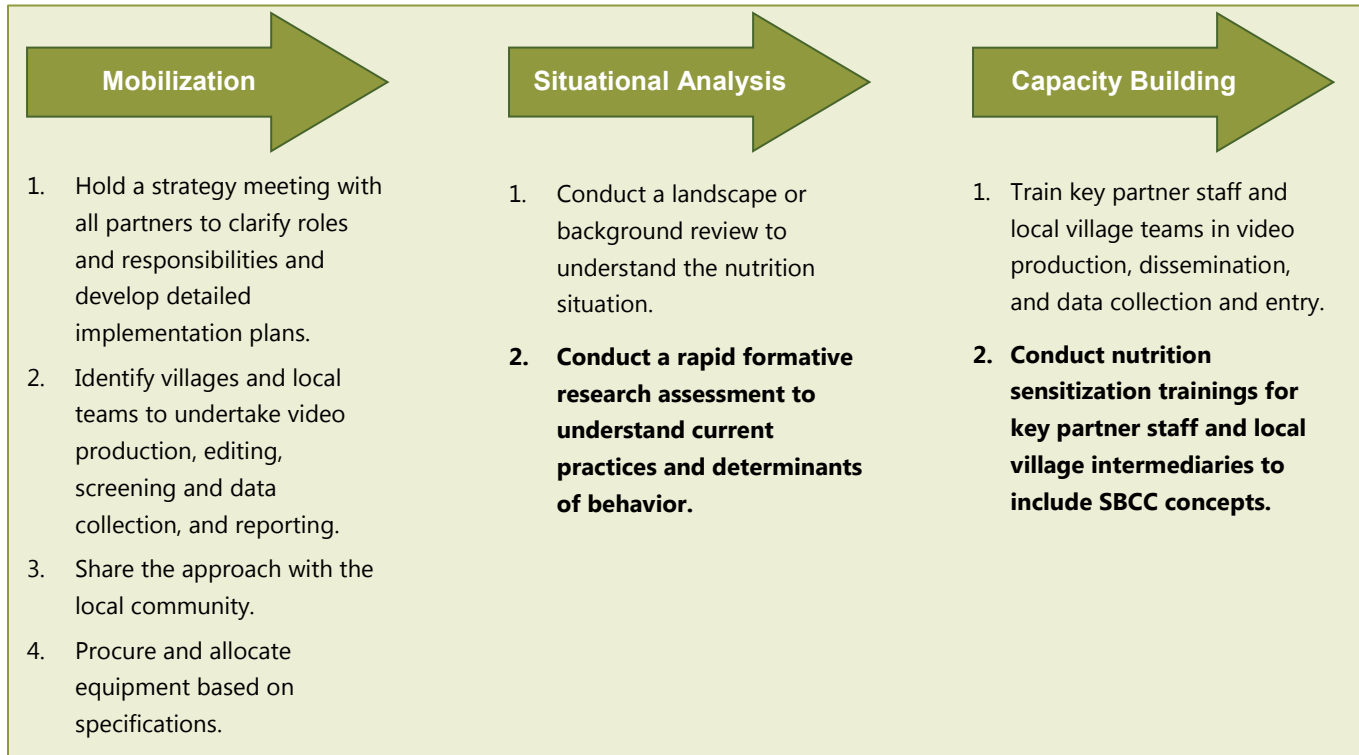 Mobilization
1. Hold a strategy meeting with
all partners to clarify roles
and responsibilities and
develop detailed
implementation plans.
2. Identify villages and local
teams to undertake video
production, editing,
screening and data
collection, and reporting.
3. Share the approach with the
local community.
4. Procure and allocate
equipment based on
specifications.
Situational Analysis
1. Conduct a landscape or
background review to
understand the nutrition
situation.
2. Conduct a rapid formative
research assessment to
understand current
practices and determinants
of behavior.
Capacity Building
1. Train key partner staff and
local village teams in video
production, dissemination,
and data collection and entry.
2. Conduct nutrition
sensitization trainings for
key partner staff and local
village intermediaries to
include SBCC concepts.